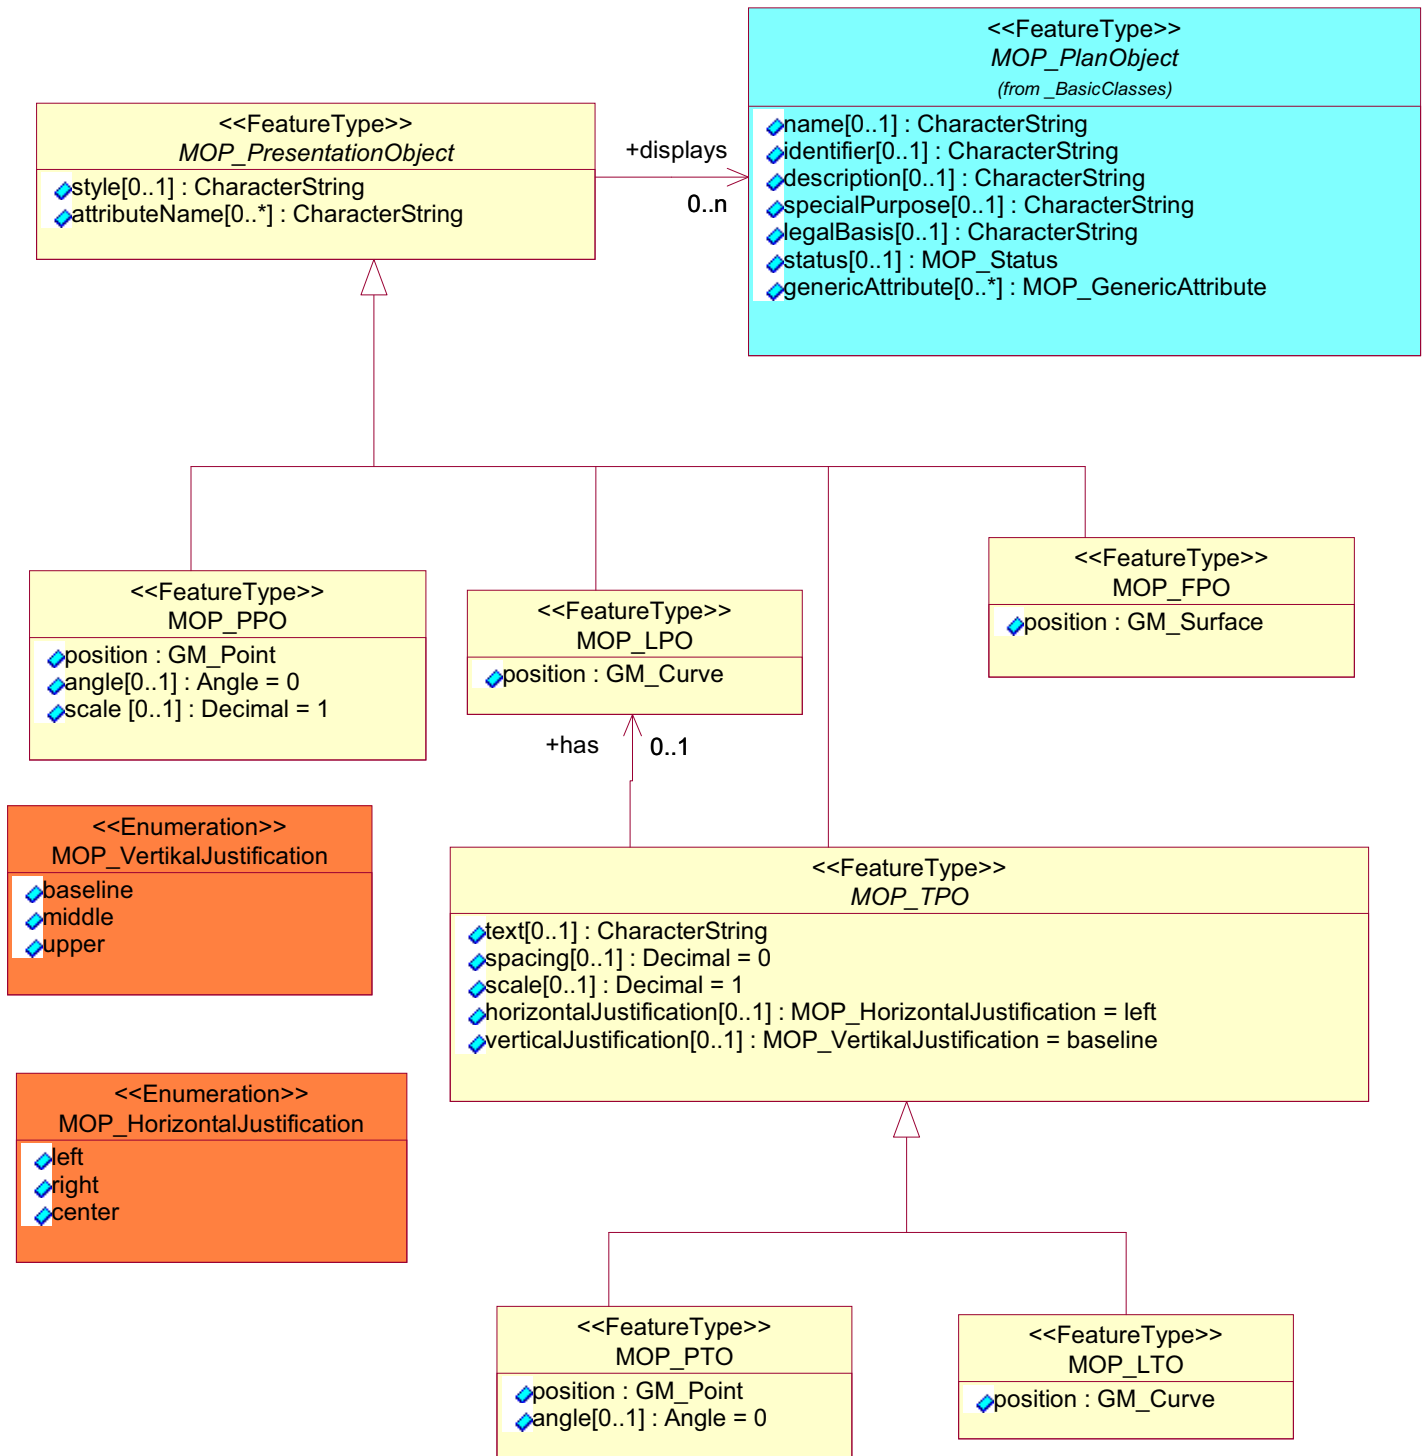 <<FeatureType>>
MOP_PlanObject
(from _BasicClasses)
name[0..1] : CharacterString
identifier[0..1] : CharacterString
description[0..1] : CharacterString
specialPurpose[0..1] : CharacterString
legalBasis[0..1] : CharacterString
status[0..1] : MOP_Status
genericAttribute[0..*] : MOP_GenericAttribute
<<FeatureType>>
MOP_PresentationObject
style[0..1] : CharacterString
attributeName[0..*] : CharacterString
+displays
0..n
<<FeatureType>>
MOP_PPO
position : GM_Point
angle[0..1] : Angle = 0
scale [0..1] : Decimal = 1
<<FeatureType>>
MOP_LPO
position : GM_Curve
<<FeatureType>>
MOP_FPO
position : GM_Surface
+has
0..1
<<Enumeration>>
MOP_VertikalJustification
baseline
middle
upper
<<FeatureType>>
MOP_TPO
text[0..1] : CharacterString
spacing[0..1] : Decimal = 0
scale[0..1] : Decimal = 1
horizontalJustification[0..1] : MOP_HorizontalJustification = left
verticalJustification[0..1] : MOP_VertikalJustification = baseline
<<Enumeration>>
MOP_HorizontalJustification
left
right
center
<<FeatureType>>
MOP_PTO
position : GM_Point
angle[0..1] : Angle = 0
<<FeatureType>>
MOP_LTO
position : GM_Curve